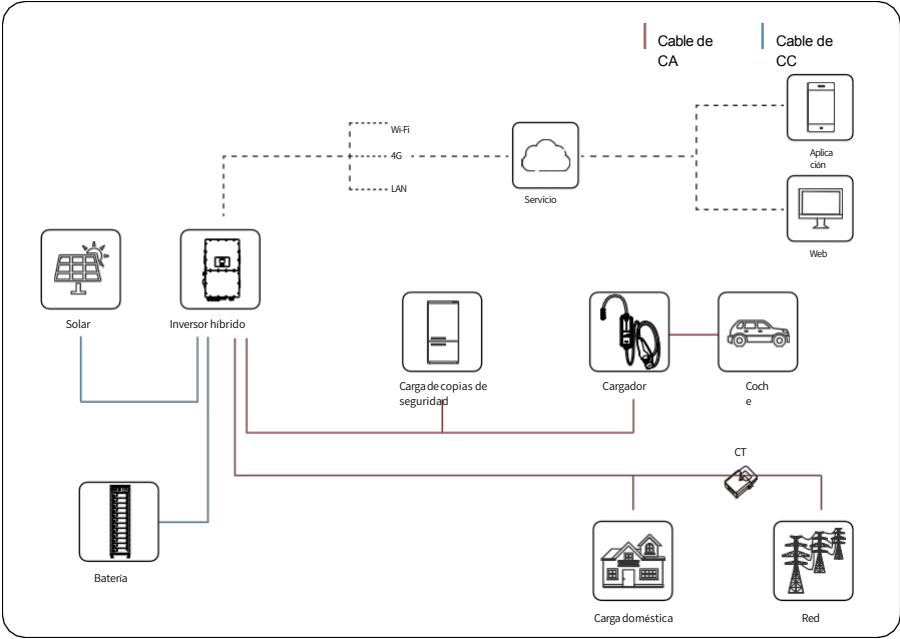 Cable de
CA
Cable de
CC
Wi-Fi
4G
LAN
Servicio
Aplica
ción
Web
Solar
Inversor híbrido
Carga de copias de
seguridad
Cargador
Coch
e
CT
Batería
Carga doméstica
Red